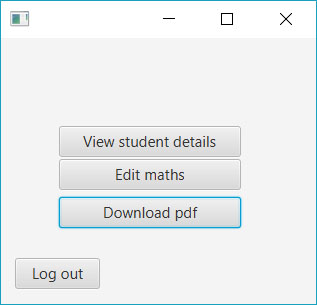 View student details
Edit maths
Download pdf
Log out